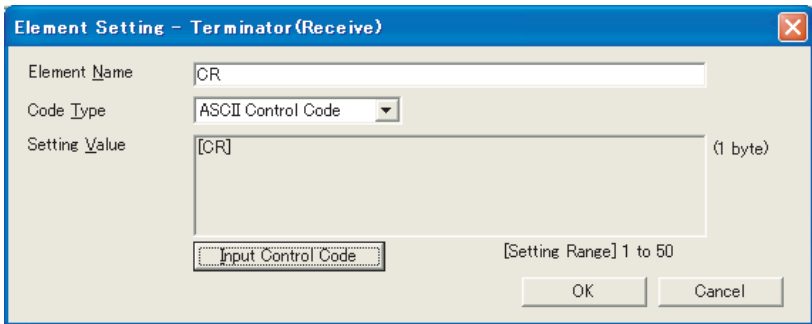 Element Setting - Terminator(Receive)
Element Name CR
Code Type ASCII Control Code
Setting Value [CR] (1 byte)
Input Control Code [Setting Range] 1 to 50
OK Cancel